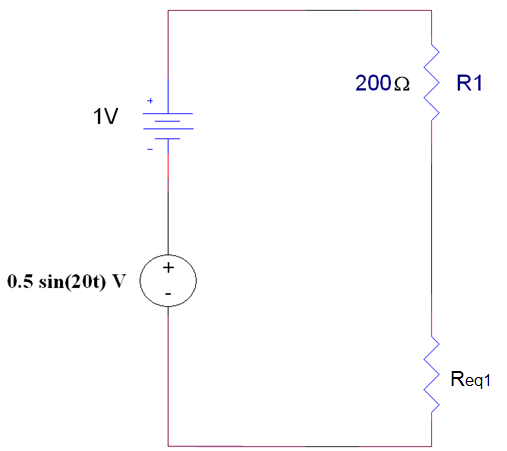 200Ω R1
+
1V
-
+
0.5 sin(20t) V
-
Req1